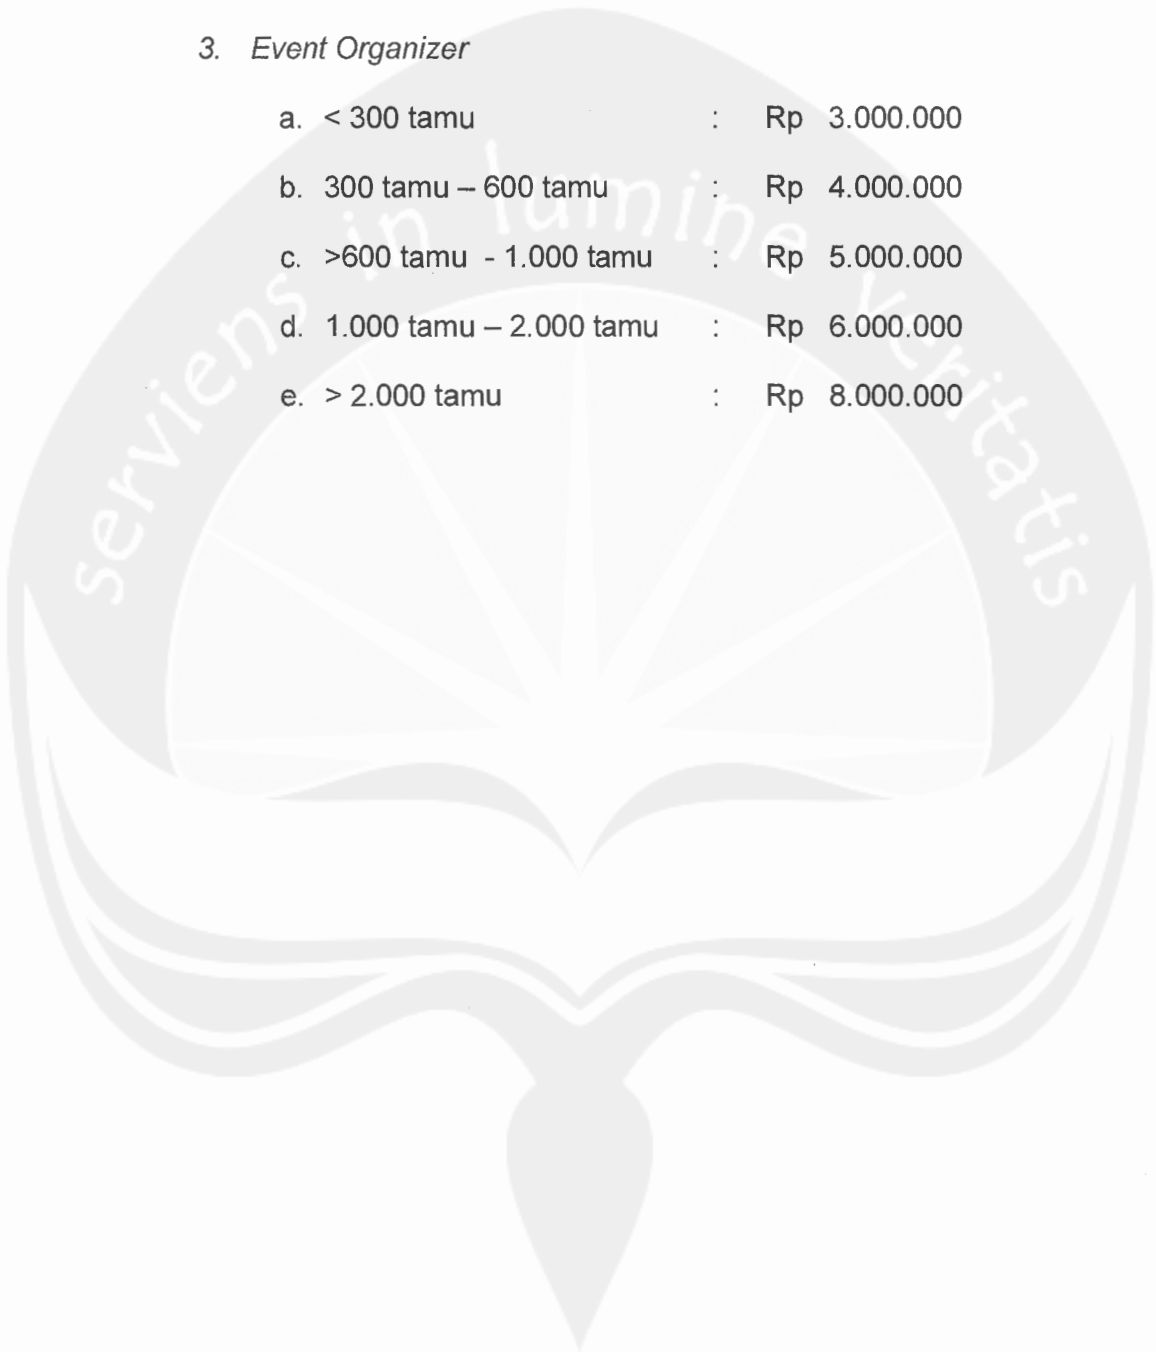 3. Event Organizer
a. < 300 tamu : Rp 3.000.000
b. 300 tamu – 600 tamu : Rp 4.000.000
c. >600 tamu - 1.000 tamu : Rp 5.000.000
d. 1.000 tamu – 2.000 tamu : Rp 6.000.000
e. > 2.000 tamu : Rp 8.000.000
serviens in lumine veritatis